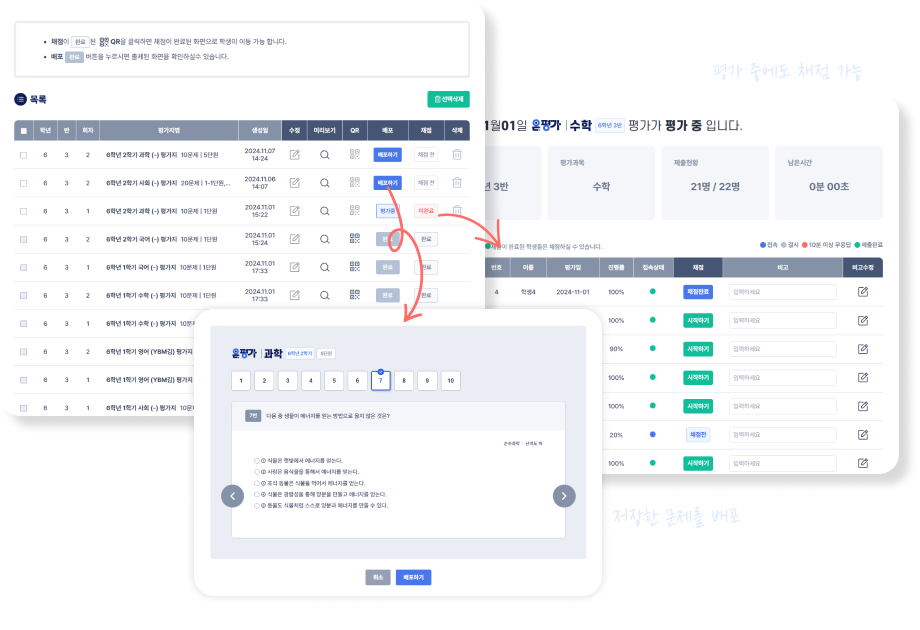 채점이 완료 된 QR을 클릭하면 채점이 완료된 화면으로 학생이 이동 가능 합니다.
배포 완료 버튼을 누르시면 출제된 화면을 확인하실수 있습니다.
목록
선택삭제
학년 반 회차 평가지명 생성일 수정 미리보기 QR 배포 채점 삭제
6 3 2 6학년 2학기 과학 (-) 평가지 10문제 | 5단원 2024.11.07 14:24 배포하기 채점 전
6 3 2 6학년 2학기 사회 (-) 평가지 20문제 | 1-1단원,... 2024.11.06 14:07 배포하기 채점 전
6 3 1 6학년 2학기 과학 (-) 평가지 10문제 | 1단원 2024.11.01 15:22 평가중 미완료
6 3 2 6학년 2학기 국어 (-) 평가지 10문제 | 1단원 2024.11.01 15:24 완료 완료
6 3 1 6학년 1학기 국어 (-) 평가지 10문제 | 1단원 2024.11.01 17:33 완료 완료
6 3 1 6학년 1학기 수학 (-) 평가지 10문제 | 1단원 2024.11.01 17:33 완료 완료
6 3 1 6학년 1학기 수학 (-) 평가지 10문제
6 3 2 6학년 1학기 영어 (YBM김) 평가지
6 3 1 6학년 1학기 영어 (YBM김) 평가지
6 3 1 6학년 1학기 사회 (-) 평가지 10문
평가 중에도 채점 가능
1월01일 올평가 | 수학 6학년 3반 평가가 평가 중 입니다.
3반
평가과목
수학
제출현황
21명 / 22명
남은시간
0분 00초
이 완료된 학생들은 채점하실 수 있습니다.
접속 결시 10분 이상 무응답 제출완료
번호 이름 평가일 진행률 접속상태 채점 비고 비고수정
4 학생4 2024-11-01 100% 채점완료 입력하세요
100% 시작하기 입력하세요
90% 시작하기 입력하세요
100% 시작하기 입력하세요
100% 시작하기 입력하세요
20% 채점전 입력하세요
100% 시작하기 입력하세요
올평가 | 과학 6학년 2학기 5단원
1 2 3 4 5 6 7 8 9 10
7번 다음 중 생물이 에너지를 얻는 방법으로 옳지 않은 것은?
난이도 하
① 식물은 햇빛에서 에너지를 얻는다.
② 사람은 음식물을 통해서 에너지를 얻는다.
③ 초식 동물은 식물을 먹어서 에너지를 얻는다.
④ 식물은 광합성을 통해 양분을 만들고 에너지를 얻는다.
⑤ 동물도 식물처럼 스스로 양분과 에너지를 만들 수 있다.
취소 배포하기
저장한 문제를 배포